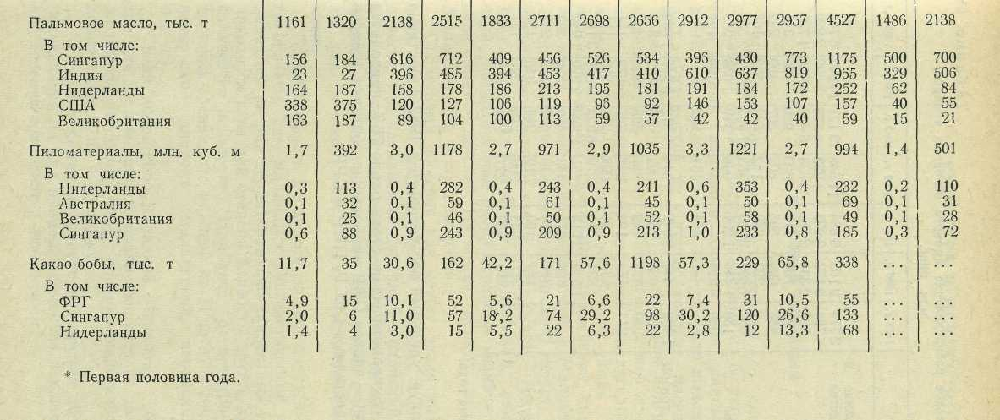 Пальмовое масло, тыс. т 1161 1320 2138 2515 1833 2711 2698 2656 2912 2977 2957 4527 1486 2138
В том числе:
Сингапур 156 184 616 712 409 456 526 534 396 430 773 1175 500 700
Индия 23 27 396 485 394 453 417 410 610 637 819 965 329 506
Нидерланды 164 187 158 178 186 213 195 181 191 184 172 252 62 84
США 338 375 120 127 106 119 96 92 146 153 107 157 40 55
Великобритания 163 187 89 104 100 113 59 57 42 42 40 59 15 21
Пиломатериалы, млн. куб. м 1,7 392 3,0 1178 2,7 971 2,9 1035 3,3 1221 2,7 994 1,4 501
В том числе:
Нидерланды 0,3 113 0,4 282 0,4 243 0,4 241 0,6 353 0,4 232 0,2 110
Австралия 0,1 32 0,1 59 0,1 61 0,1 45 0,1 50 0,1 69 0,1 31
Великобритания 0,1 25 0,1 46 0,1 50 0,1 52 0,1 58 0,1 49 0,1 28
Сингапур 0,6 88 0,9 243 0,9 209 0,9 213 1,0 233 0,8 185 0,3 72
Какао-бобы, тыс. т 11,7 35 30,6 162 42,2 171 57,6 1198 57,3 229 65,8 338 ... ...
В том числе:
ФРГ 4,9 15 10,1 52 5,6 21 6,6 22 7,4 31 10,5 55 ... ...
Сингапур 2,0 6 11,0 57 18,2 74 29,2 98 30,2 120 26,6 133 ... ...
Нидерланды 1,4 4 3,0 15 5,5 22 6,3 22 2,8 12 13,3 68 ... ...
* Первая половина года.